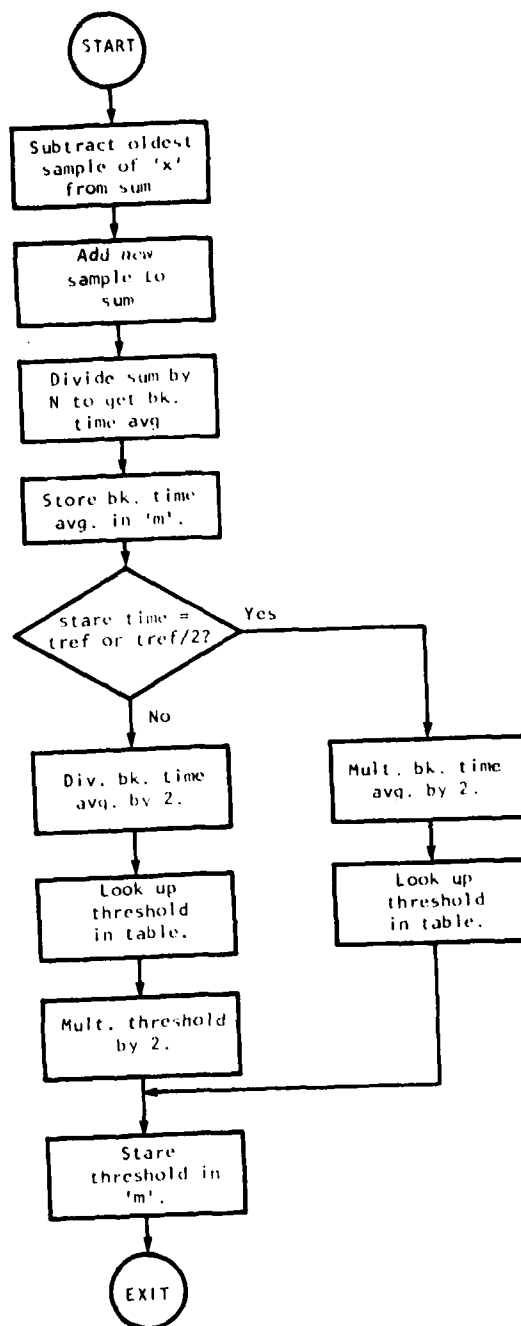 START
Subtract oldest
sample of 'x'
from sum
Add new
sample to
sum
Divide sum by
N to get bk.
time avg
Store bk. time
avg. in 'm'.
stare time =
tref or tref/2?
Yes
No
Div. bk. time
avg. by 2.
Mult. bk. time
avg. by 2.
Look up
threshold
in table.
Look up
threshold
in table.
Mult. threshold
by 2.
Stare
threshold in
'm'.
EXIT